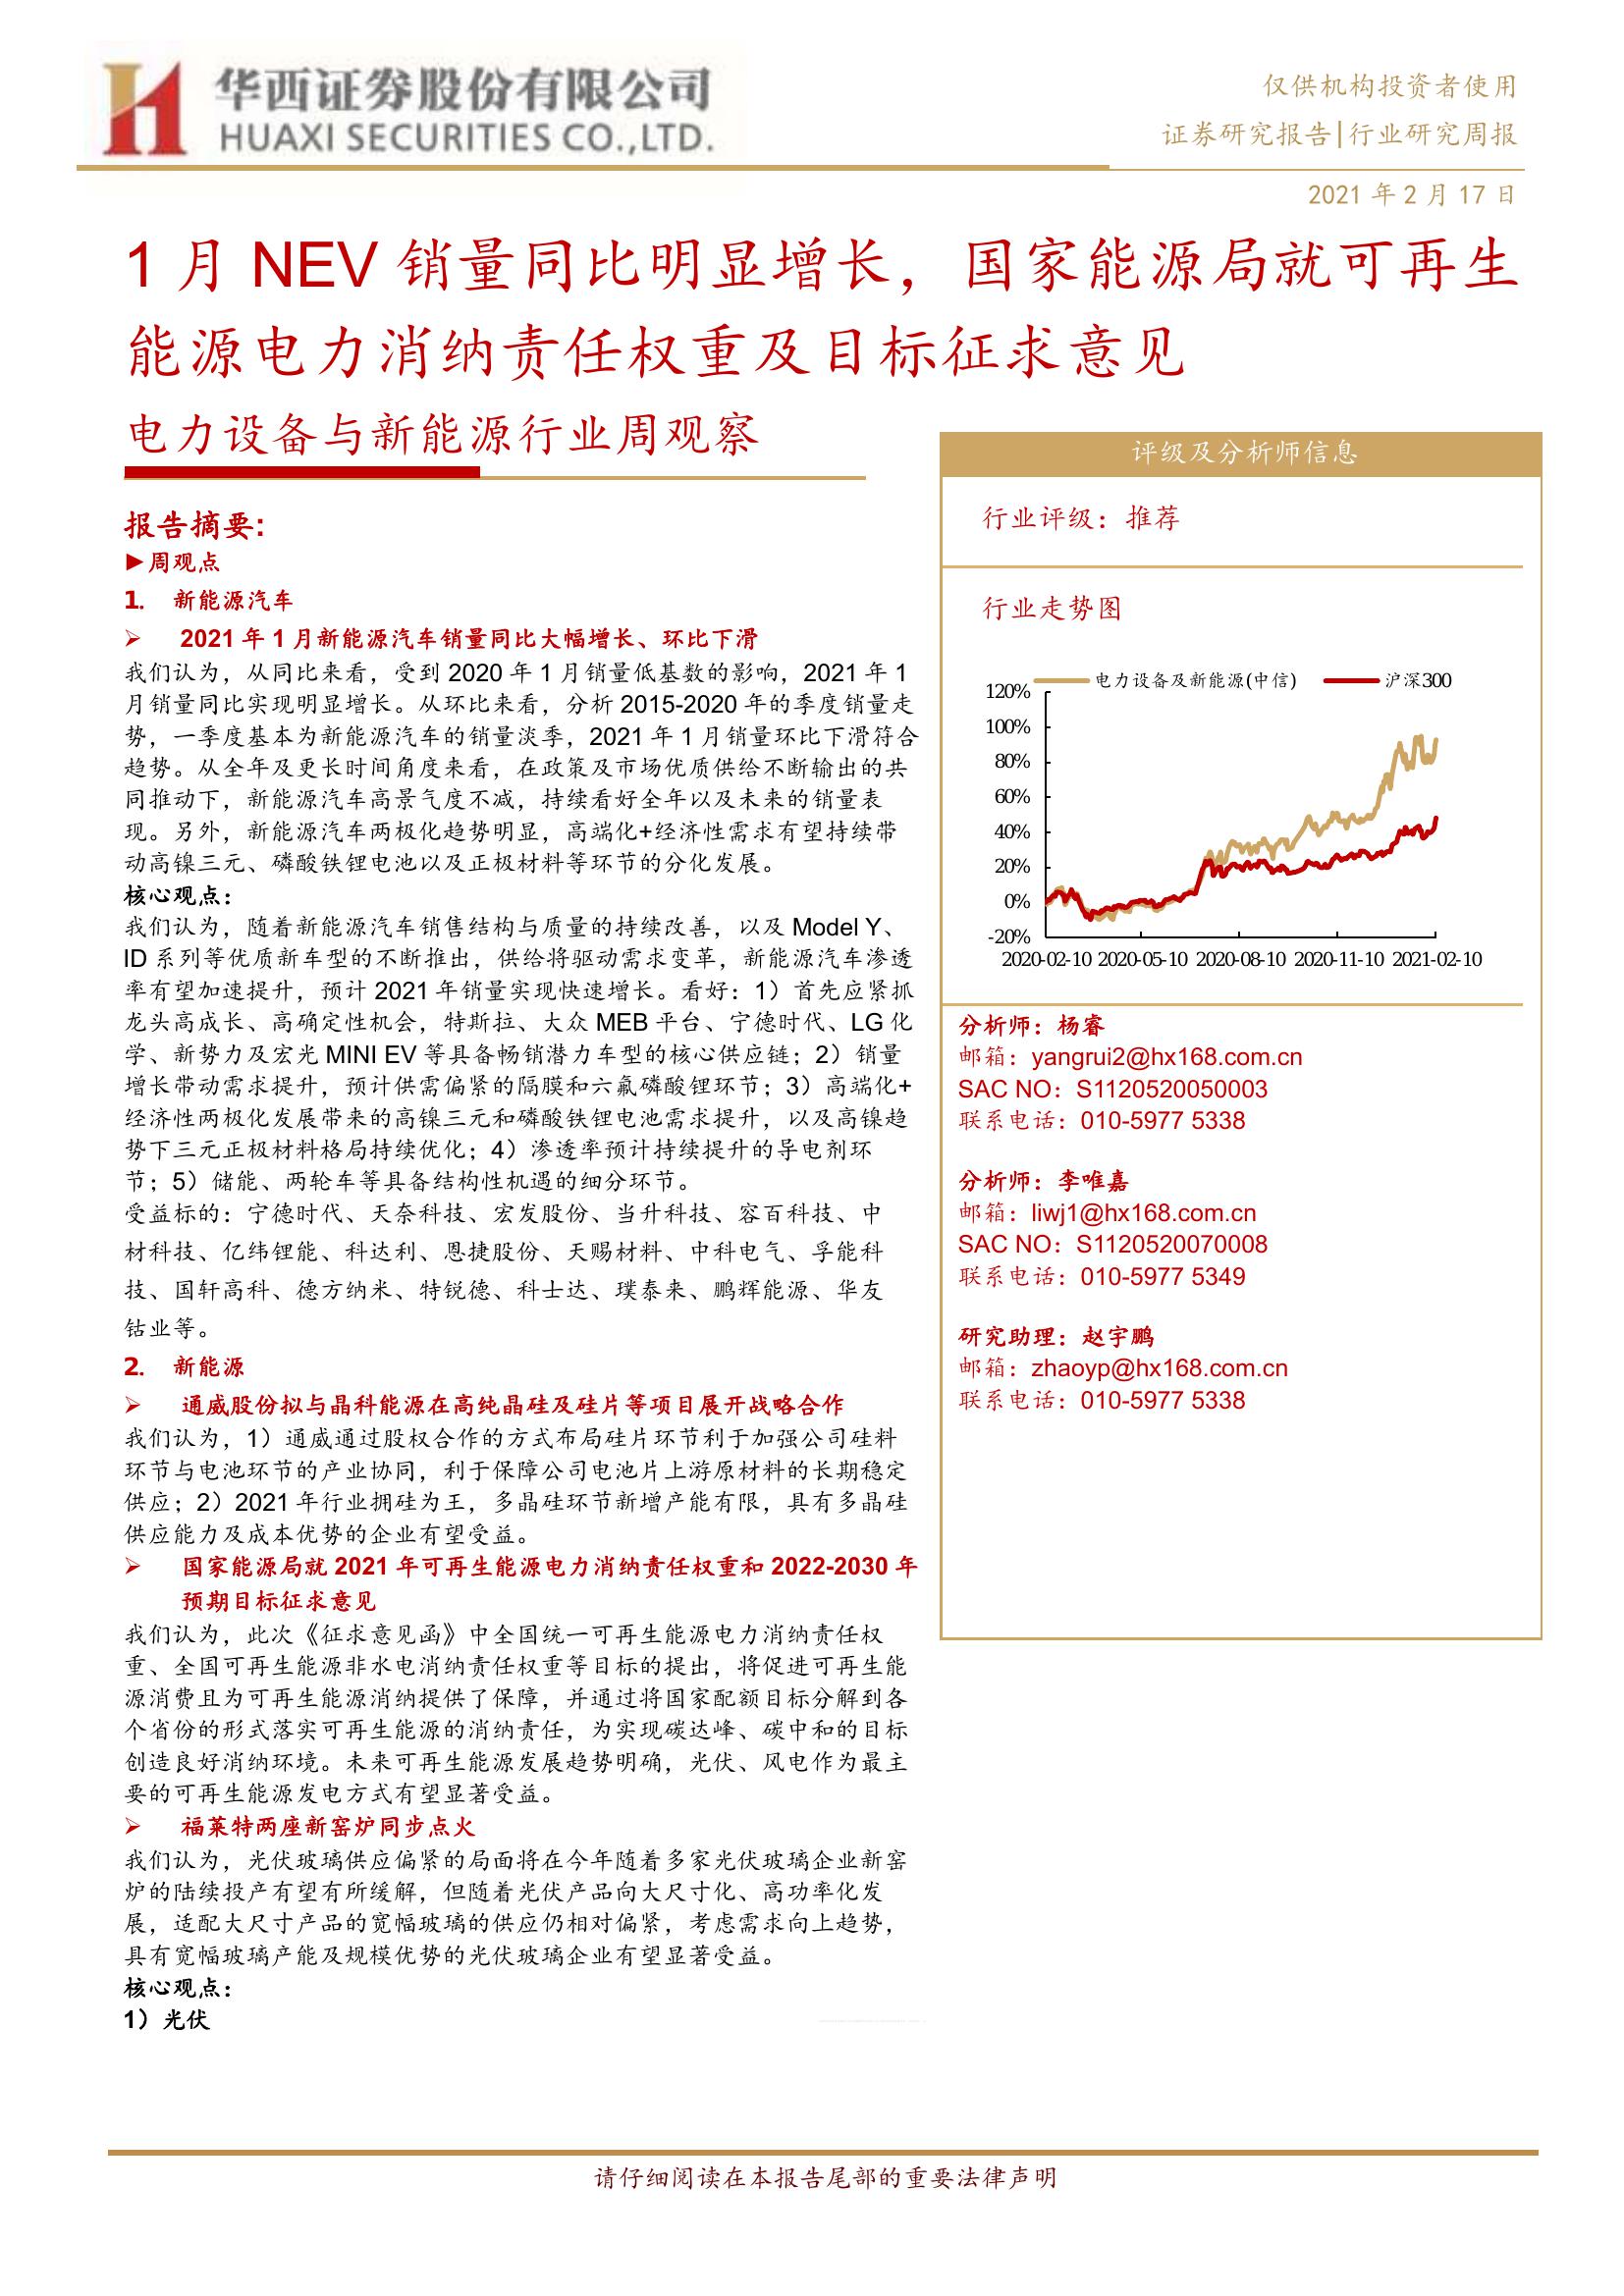 华西证券股份有限公司
HUAXI SECURITIES CO.,LTD.
仅供机构投资者使用
证券研究报告|行业研究周报
2021 年 2 月 17 日
1 月 NEV 销量同比明显增长，国家能源局就可再生
能源电力消纳责任权重及目标征求意见
电力设备与新能源行业周观察
报告摘要:
►周观点
1. 新能源汽车
➢ 2021 年 1 月新能源汽车销量同比大幅增长、环比下滑
我们认为，从同比来看，受到 2020 年 1 月销量低基数的影响，2021 年 1
月销量同比实现明显增长。从环比来看，分析 2015-2020 年的季度销量走
势，一季度基本为新能源汽车的销量淡季，2021 年 1 月销量环比下滑符合
趋势。从全年及更长时间角度来看，在政策及市场优质供给不断输出的共
同推动下，新能源汽车高景气度不减，持续看好全年以及未来的销量表
现。另外，新能源汽车两极化趋势明显，高端化+经济性需求有望持续带
动高镍三元、磷酸铁锂电池以及正极材料等环节的分化发展。
核心观点：
我们认为，随着新能源汽车销售结构与质量的持续改善，以及 Model Y、
ID 系列等优质新车型的不断推出，供给将驱动需求变革，新能源汽车渗透
率有望加速提升，预计 2021 年销量实现快速增长。看好：1）首先应紧抓
龙头高成长、高确定性机会，特斯拉、大众 MEB 平台、宁德时代、LG 化
学、新势力及宏光 MINI EV 等具备畅销潜力车型的核心供应链；2）销量
增长带动需求提升，预计供需偏紧的隔膜和六氟磷酸锂环节；3）高端化+
经济性两极化发展带来的高镍三元和磷酸铁锂电池需求提升，以及高镍趋
势下三元正极材料格局持续优化；4）渗透率预计持续提升的导电剂环
节；5）储能、两轮车等具备结构性机遇的细分环节。
受益标的：宁德时代、天奈科技、宏发股份、当升科技、容百科技、中
材科技、亿纬锂能、科达利、恩捷股份、天赐材料、中科电气、孚能科
技、国轩高科、德方纳米、特锐德、科士达、璞泰来、鹏辉能源、华友
钴业等。
2. 新能源
➢ 通威股份拟与晶科能源在高纯晶硅及硅片等项目展开战略合作
我们认为，1）通威通过股权合作的方式布局硅片环节利于加强公司硅料
环节与电池环节的产业协同，利于保障公司电池片上游原材料的长期稳定
供应；2）2021 年行业拥硅为王，多晶硅环节新增产能有限，具有多晶硅
供应能力及成本优势的企业有望受益。
➢ 国家能源局就 2021 年可再生能源电力消纳责任权重和 2022-2030 年
预期目标征求意见
我们认为，此次《征求意见函》中全国统一可再生能源电力消纳责任权
重、全国可再生能源非水电消纳责任权重等目标的提出，将促进可再生能
源消费且为可再生能源消纳提供了保障，并通过将国家配额目标分解到各
个省份的形式落实可再生能源的消纳责任，为实现碳达峰、碳中和的目标
创造良好消纳环境。未来可再生能源发展趋势明确，光伏、风电作为最主
要的可再生能源发电方式有望显著受益。
➢ 福莱特两座新窑炉同步点火
我们认为，光伏玻璃供应偏紧的局面将在今年随着多家光伏玻璃企业新窑
炉的陆续投产有望有所缓解，但随着光伏产品向大尺寸化、高功率化发
展，适配大尺寸产品的宽幅玻璃的供应仍相对偏紧，考虑需求向上趋势，
具有宽幅玻璃产能及规模优势的光伏玻璃企业有望显著受益。
核心观点：
1）光伏
评级及分析师信息
行业评级：推荐
行业走势图
电力设备及新能源(中信) 沪深300
120%
100%
80%
60%
40%
20%
0%
-20%
2020-02-10 2020-05-10 2020-08-10 2020-11-10 2021-02-10
分析师：杨睿
邮箱：yangrui2@hx168.com.cn
SAC NO：S1120520050003
联系电话：010-5977 5338
分析师：李唯嘉
邮箱：liwj1@hx168.com.cn
SAC NO：S1120520070008
联系电话：010-5977 5349
研究助理：赵宇鹏
邮箱：zhaoyp@hx168.com.cn
联系电话：010-5977 5338
请仔细阅读在本报告尾部的重要法律声明